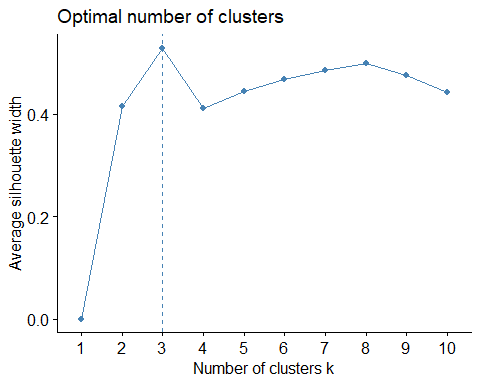 Optimal number of clusters
Average silhouette width
0.4
0.2
0.0
1 2 3 4 5 6 7 8 9 10
Number of clusters k